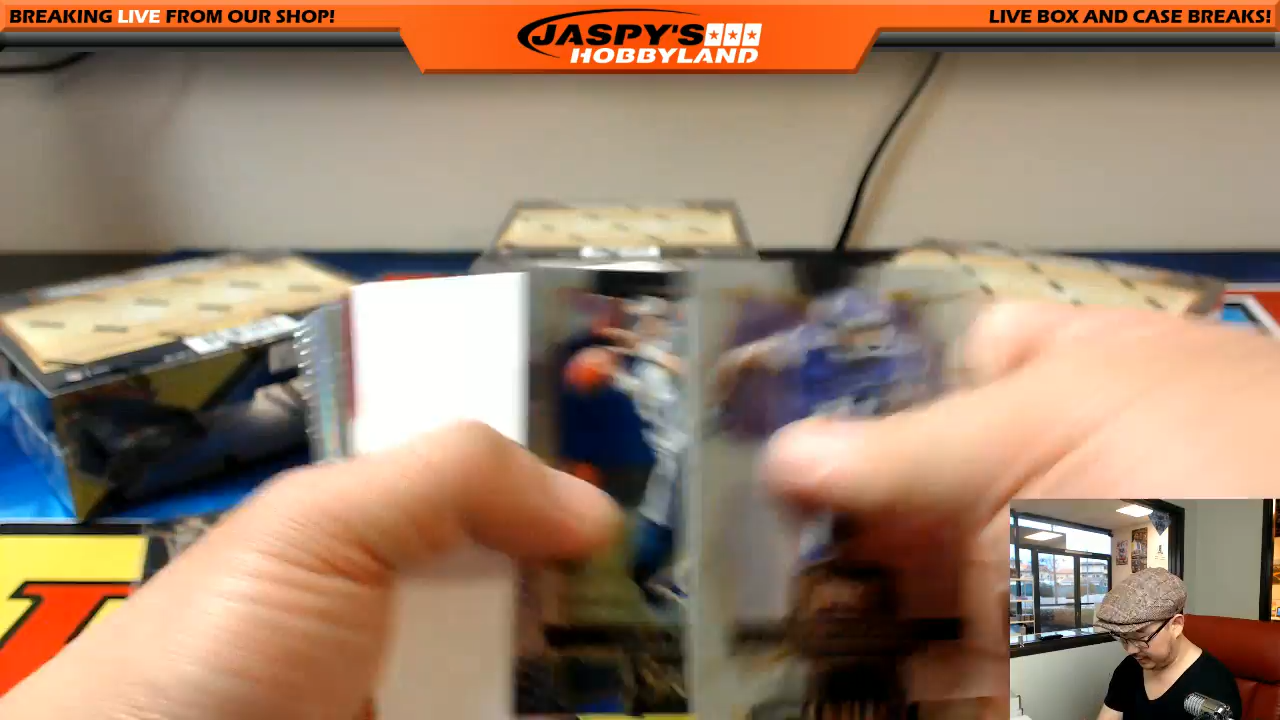 BREAKING LIVE FROM OUR SHOP!
JASPY'S
HOBBYLAND
LIVE BOX AND CASE BREAKS!